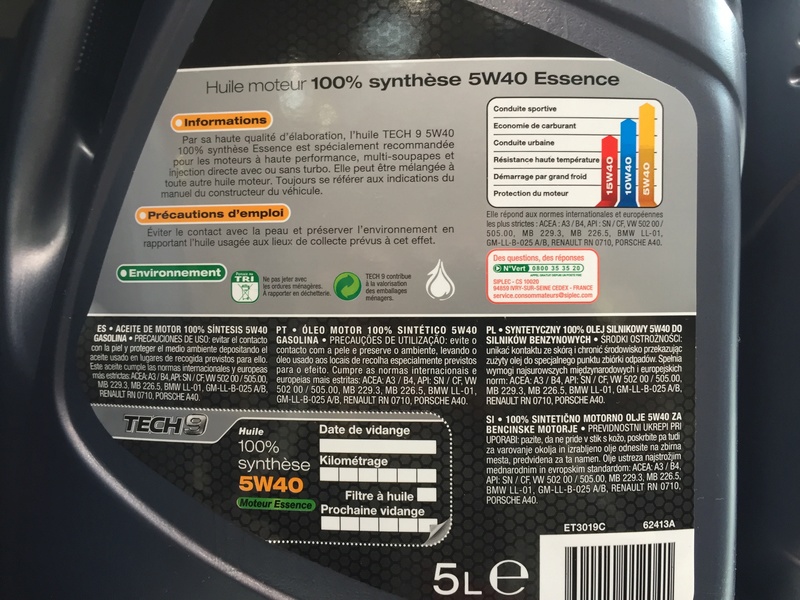 Huile moteur 100% synthèse 5W40 Essence
Informations
Par sa haute qualité d'élaboration, l'huile TECH 9 5W40
100% synthèse Essence est spécialement recommandée
pour les moteurs à haute performance, multi-soupapes et
injection directe avec ou sans turbo. Elle peut être mélangée à
toute autre huile moteur. Toujours se référer aux indications du
manuel du constructeur du véhicule.
Précautions d'emploi
Éviter le contact avec la peau et préserver l'environnement en
rapportant l'huile usagée aux lieux de collecte prévus à cet effet.
Environnement
TRI
Ne pas jeter avec
les ordures ménagères.
A rapporter en déchetterie.
TECH 9 contribue
à la valorisation
des emballages
ménagers.
Conduite sportive
Economie de carburant
Conduite urbaine
Résistance haute température
Démarrage par grand froid
Protection du moteur
15W40
10W40
5W40
Elle répond aux normes internationales et européennes
les plus strictes : ACEA : A3 / B4, API : SN / CF, VW 502 00 /
505.00, MB 229.3, MB 226.5, BMW LL-01,
GM-LL-B-025 A/B, RENAULT RN 0710, PORSCHE A40.
Des questions, des réponses
N°Vert 0 800 35 35 20
SIPLEC - CS 10020
94859 IVRY-SUR-SEINE CEDEX - FRANCE
service.consommateurs@siplec.com
ES • ACEITE DE MOTOR 100% SÍNTESIS 5W40
GASOLINA • PRECAUCIONES DE USO: evitar el contacto
con la piel y proteger el medio ambiente depositando el
aceite usado en lugares de recogida previstos para ello.
Este aceite cumple las normas internacionales y europeas
más estrictas: ACEA: A3 / B4, API: SN / CF, VW 502 00 / 505.00,
MB 229.3, MB 226.5, BMW LL-01, GM-LL-B-025 A/B,
RENAULT RN 0710, PORSCHE A40.
PT • ÓLEO MOTOR 100% SINTÉTICO 5W40
GASOLINA • PRECAUÇÕES DE UTILIZAÇÃO: evite o
contacto com a pele e preserve o ambiente, levando o
óleo usado aos locais de recolha especialmente previstos
para o efeito. Cumpre as normas internacionais e
europeias mais estritas: ACEA: A3 / B4, API: SN / CF, VW
502 00 / 505.00, MB 229.3, MB 226.5, BMW LL-01,
GM-LL-B-025 A/B, RENAULT RN 0710, PORSCHE A40.
PL • SYNTETYCZNY 100% OLEJ SILNIKOWY 5W40 DO
SILNIKÓW BENZYNOWYCH • ŚRODKI OSTROŻNOŚCI:
unikać kontaktu ze skórą i chronić środowisko przekazując
zużyty olej do specjalnego punktu zbiórki odpadów. Spełnia
wymogi najsurowszych międzynarodowych i europejskich
norm: ACEA: A3 / B4, API: SN / CF, VW 502 00 / 505.00,
MB 229.3, MB 226.5, BMW LL-01, GM-LL-B-025 A/B,
RENAULT RN 0710, PORSCHE A40.
SI • 100% SINTETIČNO MOTORNO OLJE 5W40 ZA
BENCINSKE MOTORJE • PREVIDNOSTNI UKREPI PRI
UPORABI: pazite, da ne pride v stik s kožo, poskrbite pa tudi
za varovanje okolja in izrabljeno olje odnesite na zbirna
mesta, predvidena za ta namen. Olje ustreza najstrožjim
mednarodnim in evropskim standardom: ACEA: A3 / B4,
API: SN / CF, VW 502 00 / 505.00, MB 229.3, MB 226.5,
BMW LL-01, GM-LL-B-025 A/B, RENAULT RN 0710,
PORSCHE A40.
TECH 9
Huile
100%
synthèse
5W40
Moteur Essence
Date de vidange
Kilométrage
Filtre à huile
Prochaine vidange
ET3019C 62413A
5L e